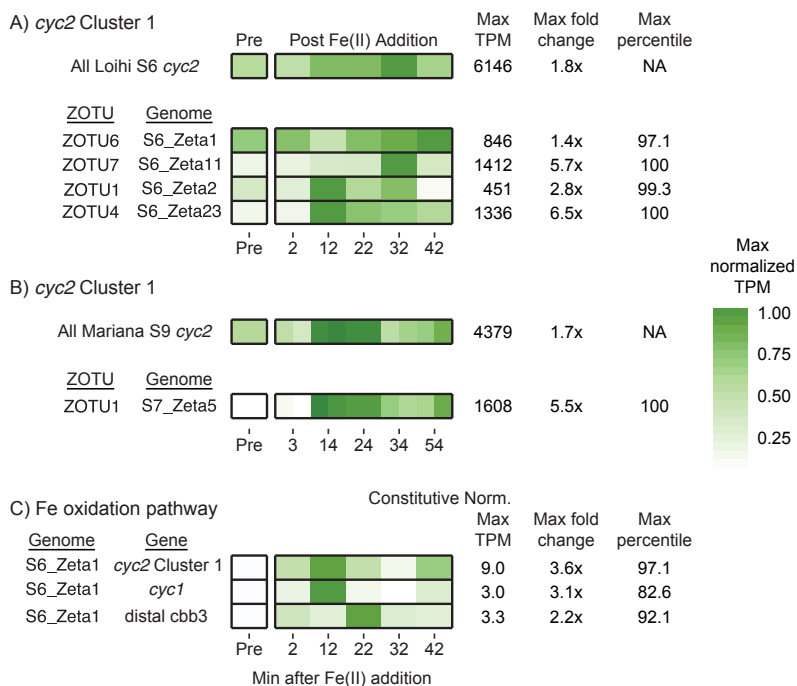 A) cyc2 Cluster 1
Pre Post Fe(II) Addition Max TPM Max fold change Max percentile
All Loihi S6 cyc2 6146 1.8x NA
ZOTU Genome
ZOTU6 S6_Zeta1 846 1.4x 97.1
ZOTU7 S6_Zeta11 1412 5.7x 100
ZOTU1 S6_Zeta2 451 2.8x 99.3
ZOTU4 S6_Zeta23 1336 6.5x 100
Pre 2 12 22 32 42
Max normalized TPM
1.00
0.75
0.50
0.25
B) cyc2 Cluster 1
All Mariana S9 cyc2 4379 1.7x NA
ZOTU Genome
ZOTU1 S7_Zeta5 1608 5.5x 100
Pre 3 14 24 34 54
C) Fe oxidation pathway
Constitutive Norm.
Genome Gene Max TPM Max fold change Max percentile
S6_Zeta1 cyc2 Cluster 1 9.0 3.6x 97.1
S6_Zeta1 cyc1 3.0 3.1x 82.6
S6_Zeta1 distal cbb3 3.3 2.2x 92.1
Pre 2 12 22 32 42
Min after Fe(II) addition